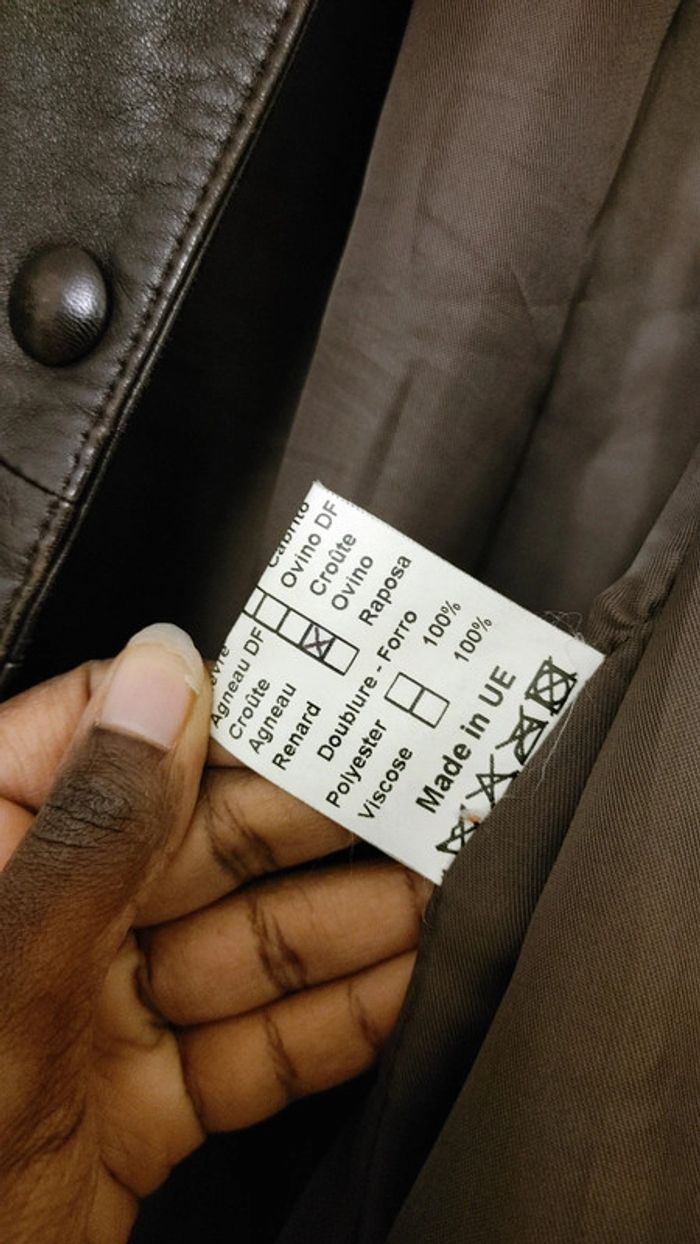 Cabrito
Agneau DF Ovino DF
Croûte Croûte
Agneau Ovino
Renard Raposa
Doublure - Forro
Polyester 100%
Viscose 100%
Made in UE